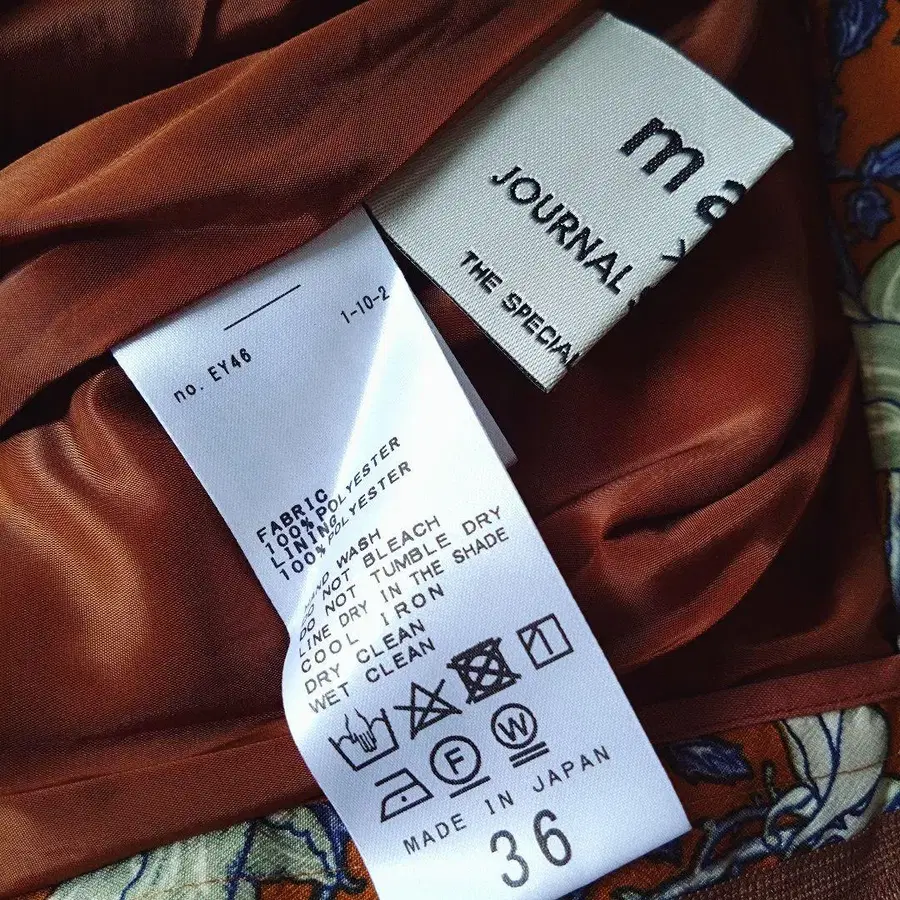 ma
JOURNAL
THE SPECIAL
1-10-2
no. EY46
FABRIC
100% POLYESTER
LINING
100% POLYESTER
HAND WASH
DO NOT BLEACH
DO NOT TUMBLE DRY
LINE DRY IN THE SHADE
COOL IRON
DRY CLEAN
WET CLEAN
F
W
MADE IN JAPAN
36